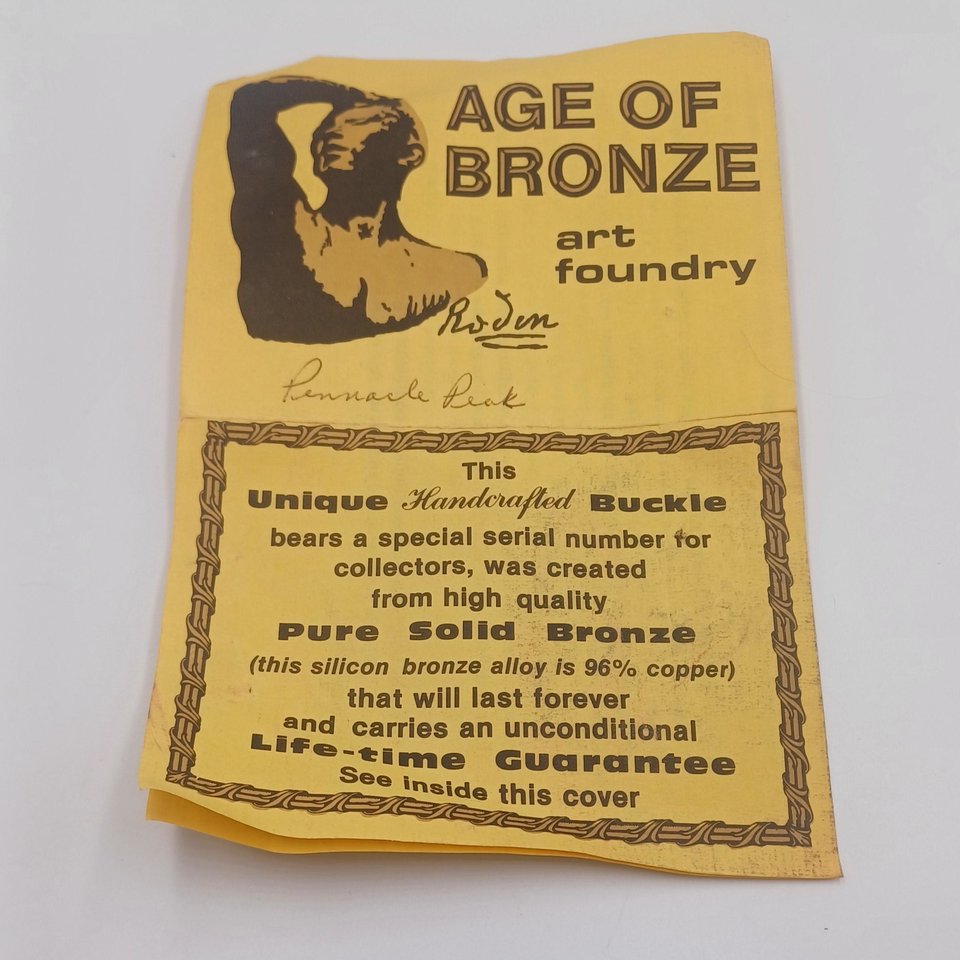 AGE OF
BRONZE
art
foundry
Rodin
Pennacle Peak
This
Unique Handcrafted Buckle
bears a special serial number for
collectors, was created
from high quality
Pure Solid Bronze
(this silicon bronze alloy is 96% copper)
that will last forever
and carries an unconditional
Life-time Guarantee
See inside this cover